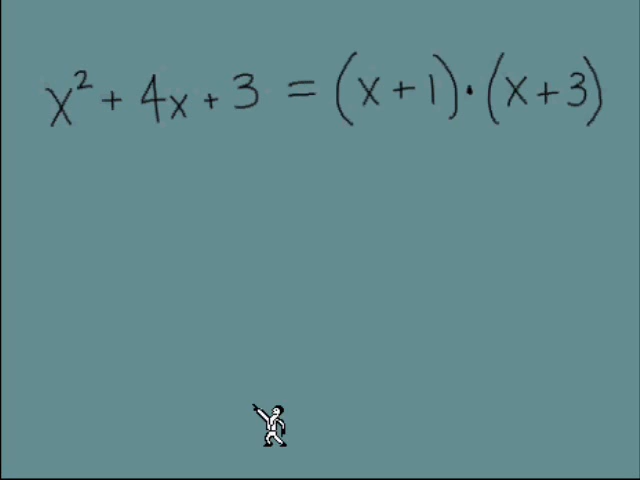 x² + 4x + 3 = (x + 1) · (x + 3)